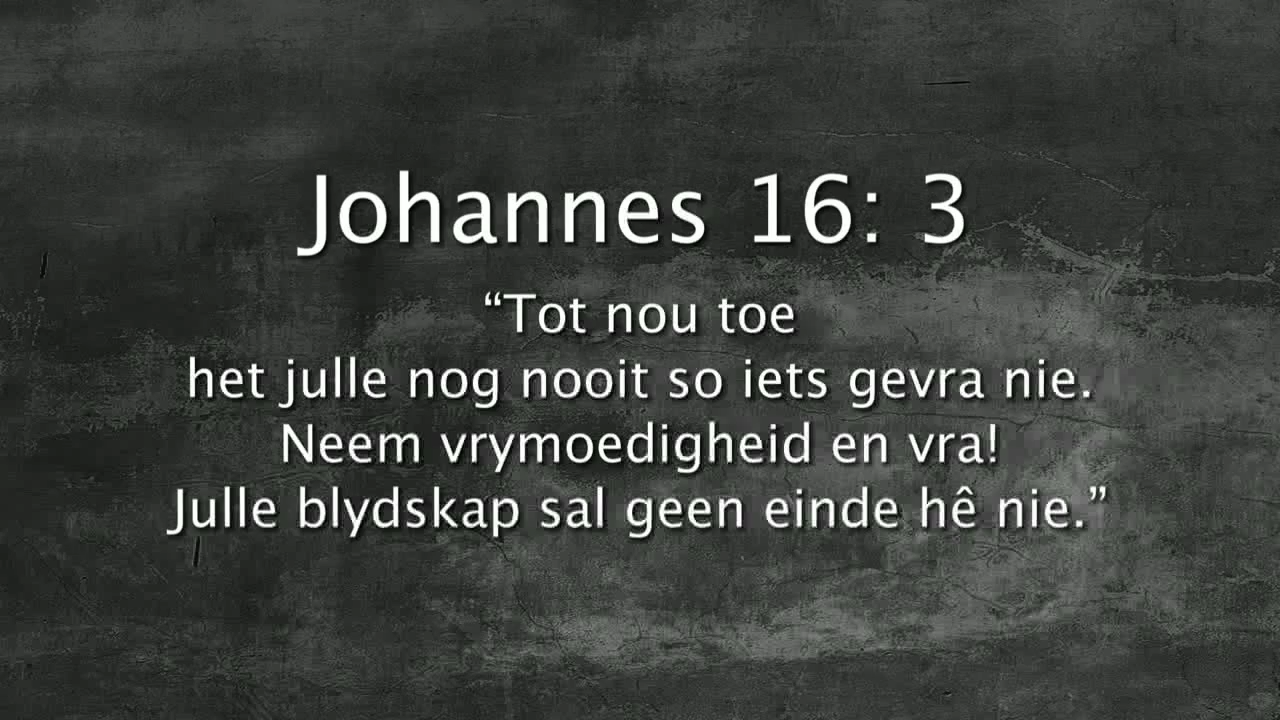 Johannes 16: 3
“Tot nou toe
het julle nog nooit so iets gevra nie.
Neem vrymoedigheid en vra!
Julle blydskap sal geen einde hê nie.”